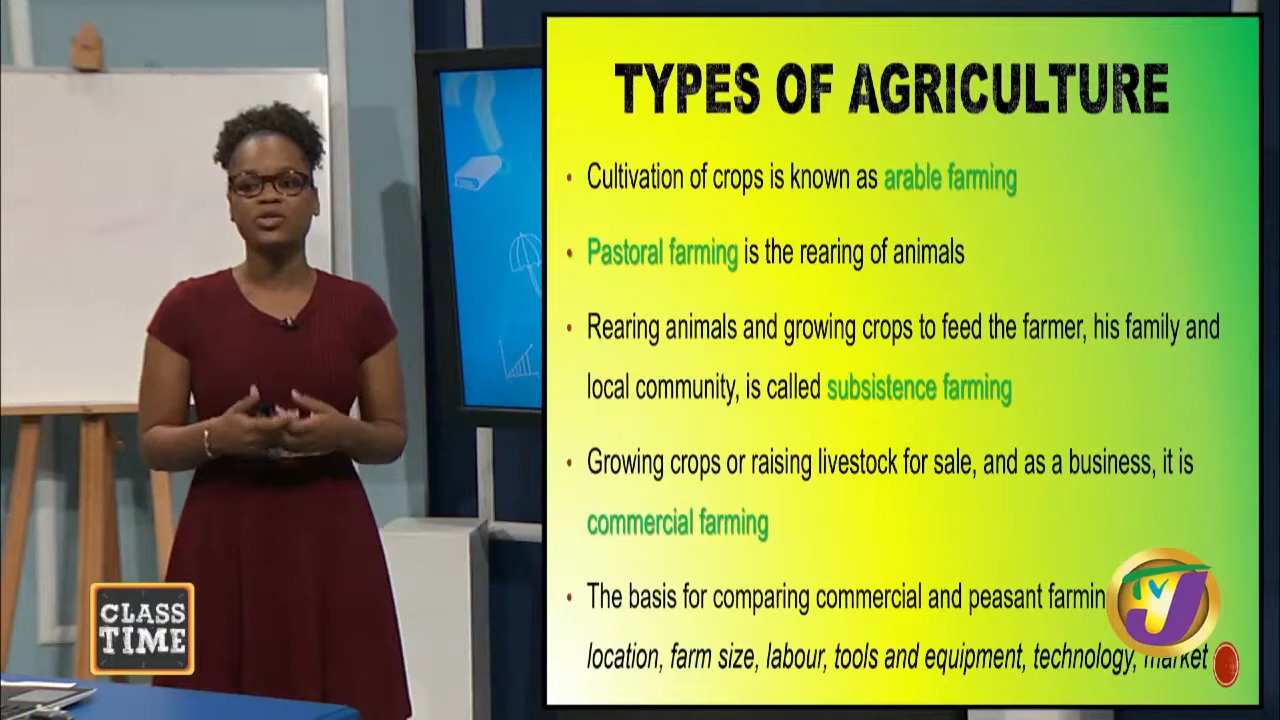 TYPES OF AGRICULTURE
• Cultivation of crops is known as arable farming
• Pastoral farming is the rearing of animals
• Rearing animals and growing crops to feed the farmer, his family and
local community, is called subsistence farming
• Growing crops or raising livestock for sale, and as a business, it is
commercial farming
• The basis for comparing commercial and peasant farmin
location, farm size, labour, tools and equipment, technology, market
CLASS
TIME
TVJ